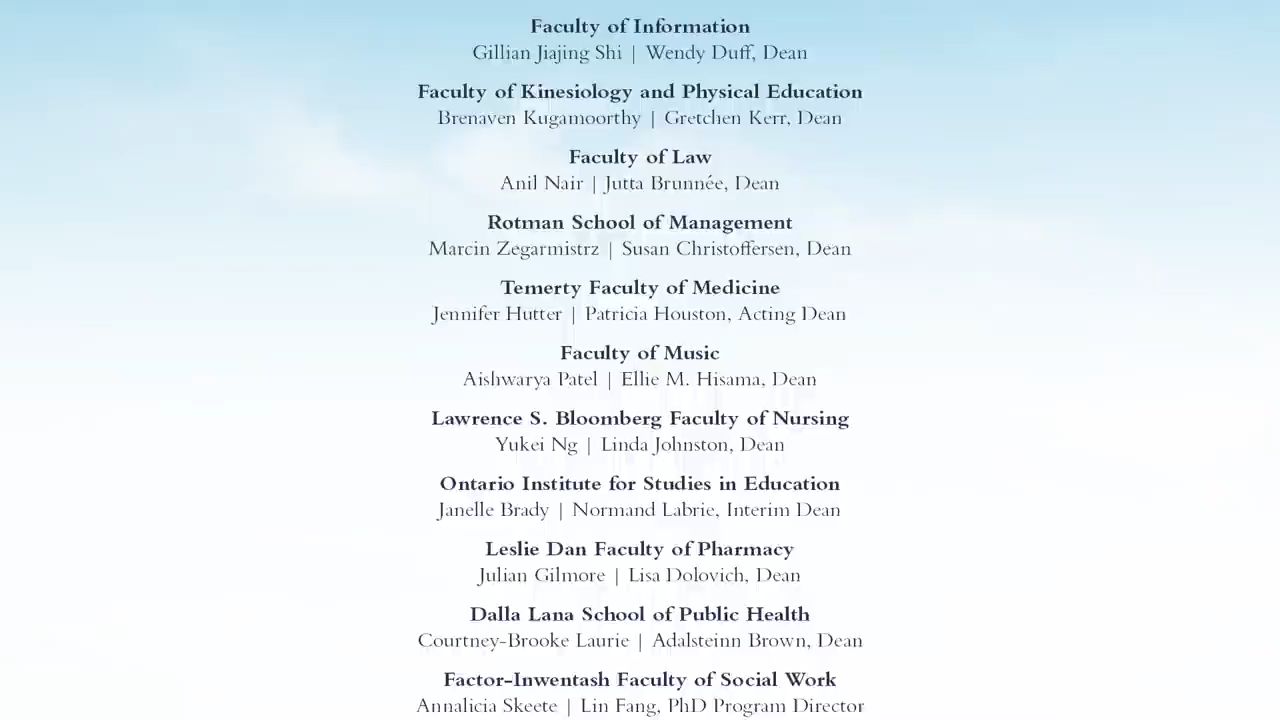 Faculty of Information
Gillian Jiajing Shi | Wendy Duff, Dean
Faculty of Kinesiology and Physical Education
Brenaven Kugamoorthy | Gretchen Kerr, Dean
Faculty of Law
Anil Nair | Jutta Brunnée, Dean
Rotman School of Management
Marcin Zegarmistrz | Susan Christoffersen, Dean
Temerty Faculty of Medicine
Jennifer Hutter | Patricia Houston, Acting Dean
Faculty of Music
Aishwarya Patel | Ellie M. Hisama, Dean
Lawrence S. Bloomberg Faculty of Nursing
Yukei Ng | Linda Johnston, Dean
Ontario Institute for Studies in Education
Janelle Brady | Normand Labrie, Interim Dean
Leslie Dan Faculty of Pharmacy
Julian Gilmore | Lisa Dolovich, Dean
Dalla Lana School of Public Health
Courtney-Brooke Laurie | Adalsteinn Brown, Dean
Factor-Inwentash Faculty of Social Work
Annalicia Skeete | Lin Fang, PhD Program Director